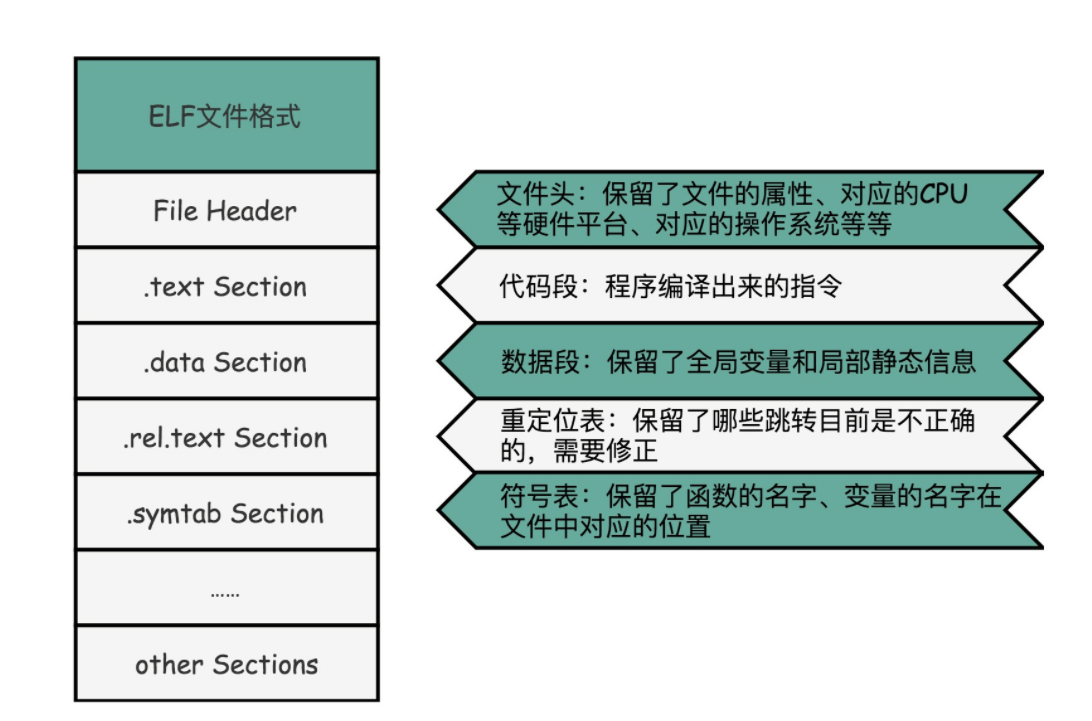 ELF文件格式
File Header
文件头：保留了文件的属性、对应的CPU
等硬件平台、对应的操作系统等等
.text Section
代码段：程序编译出来的指令
.data Section
数据段：保留了全局变量和局部静态信息
.rel.text Section
重定位表：保留了哪些跳转目前是不正确
的，需要修正
.symtab Section
符号表：保留了函数的名字、变量的名字在
文件中对应的位置
……
other Sections